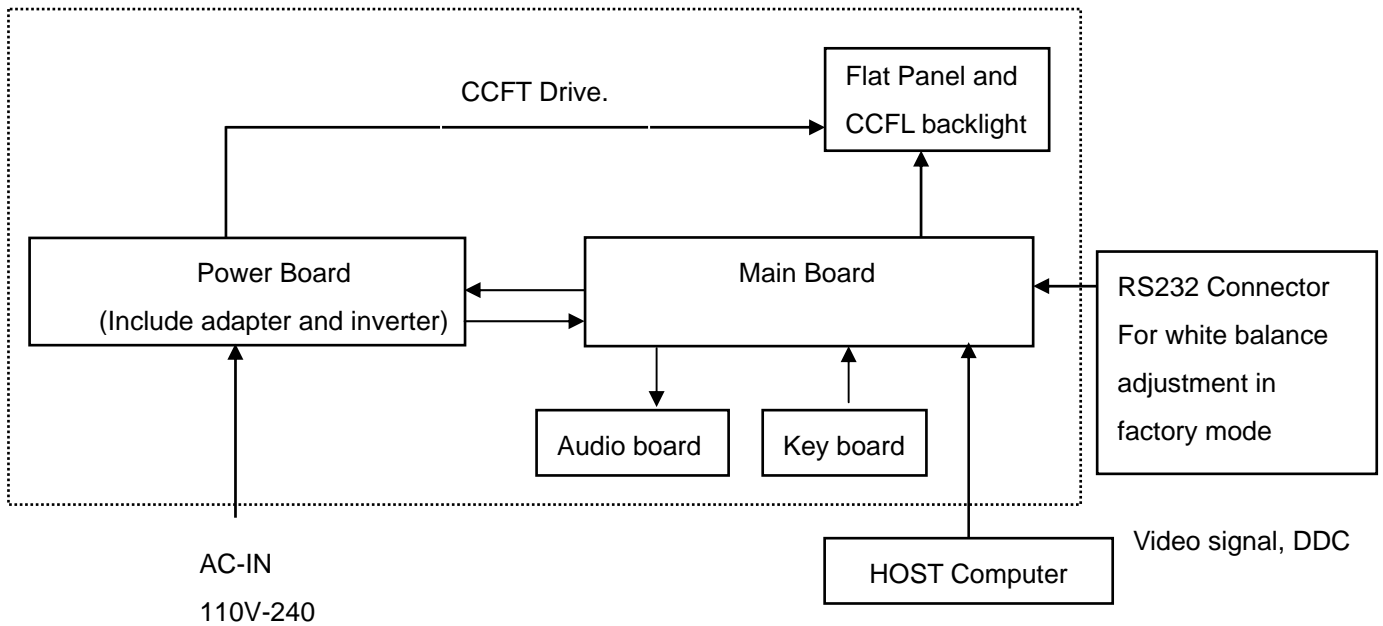 CCFT Drive.
Flat Panel and
CCFL backlight
Power Board
(Include adapter and inverter)
Main Board
RS232 Connector
For white balance
adjustment in
factory mode
Audio board
Key board
Video signal, DDC
HOST Computer
AC-IN
110V-240